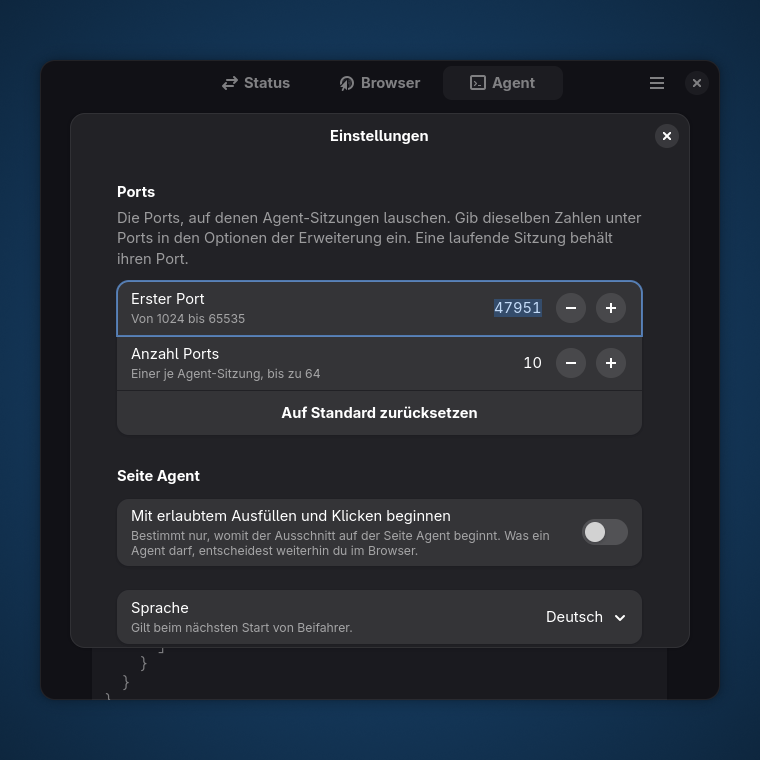 Status
Browser
Agent
Einstellungen
Ports
Die Ports, auf denen Agent-Sitzungen lauschen. Gib dieselben Zahlen unter
Ports in den Optionen der Erweiterung ein. Eine laufende Sitzung behält
ihren Port.
Erster Port
Von 1024 bis 65535
47951
Anzahl Ports
Einer je Agent-Sitzung, bis zu 64
10
Auf Standard zurücksetzen
Seite Agent
Mit erlaubtem Ausfüllen und Klicken beginnen
Bestimmt nur, womit der Ausschnitt auf der Seite Agent beginnt. Was ein
Agent darf, entscheidest weiterhin du im Browser.
Sprache
Gilt beim nächsten Start von Beifahrer.
Deutsch
]
}
}
}